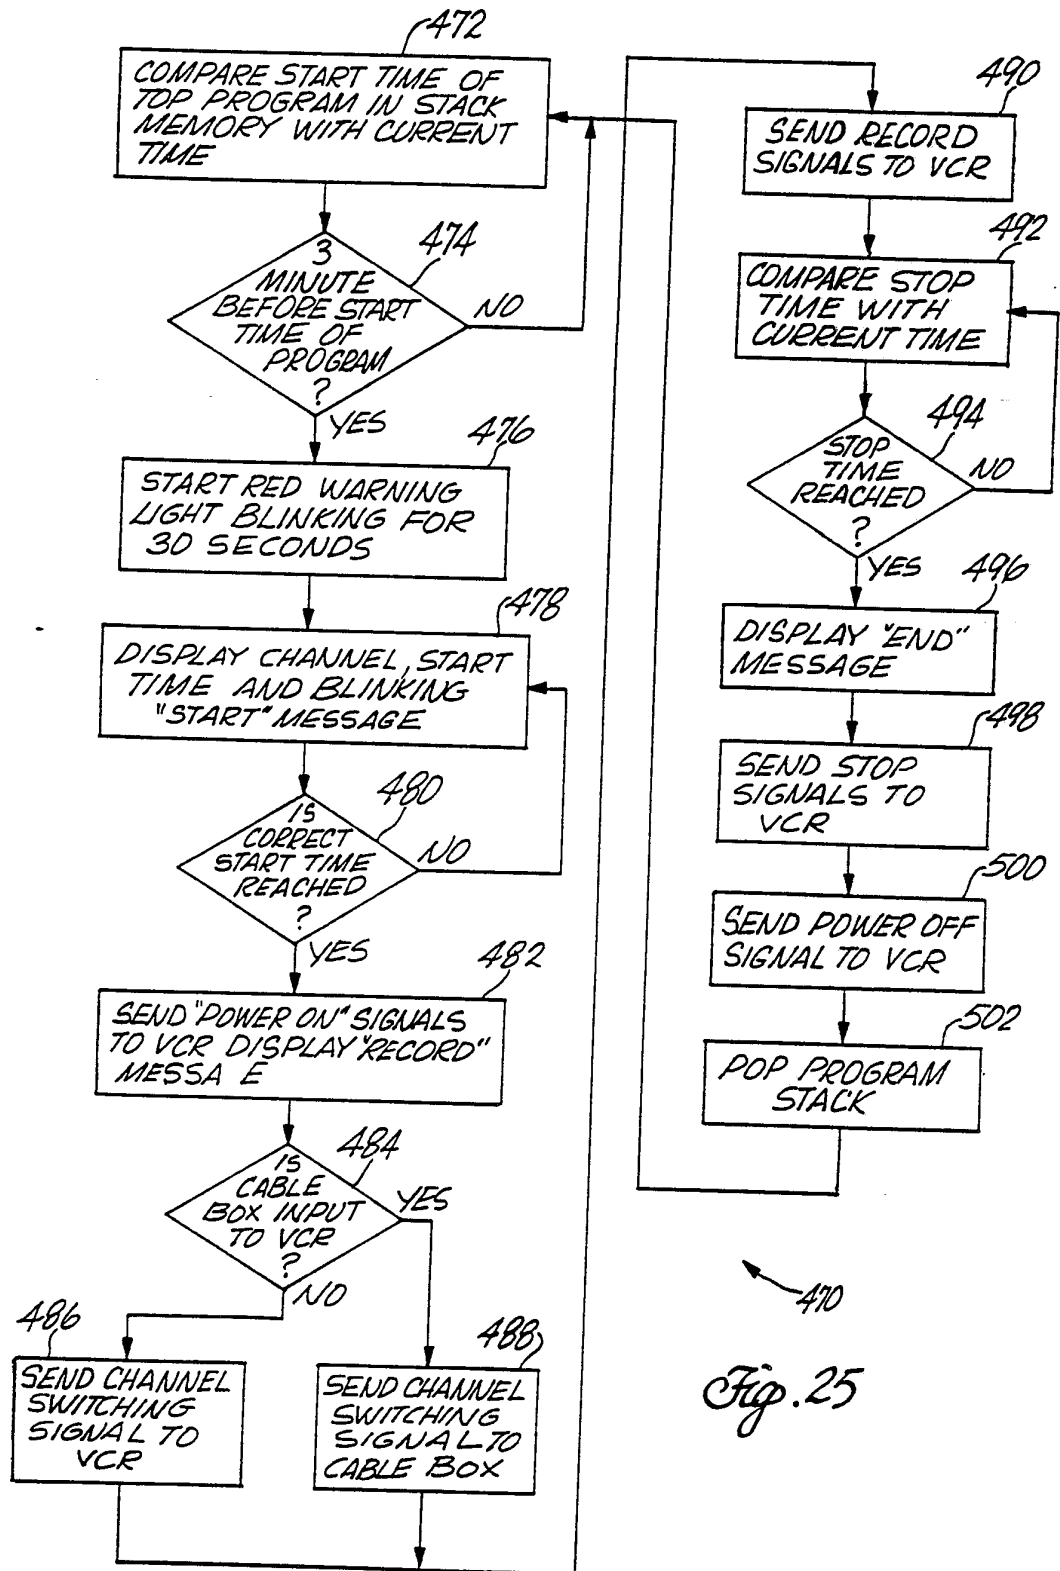 472
COMPARE START TIME OF
TOP PROGRAM IN STACK
MEMORY WITH CURRENT
TIME
474
3
MINUTE
BEFORE START
TIME OF
PROGRAM
?
NO
YES
476
START RED WARNING
LIGHT BLINKING FOR
30 SECONDS
478
DISPLAY CHANNEL, START
TIME AND BLINKING
"START" MESSAGE
480
IS
CORRECT
START TIME
REACHED
?
NO
YES
482
SEND "POWER ON" SIGNALS
TO VCR DISPLAY "RECORD"
MESSA E
484
IS
CABLE
BOX INPUT
TO VCR
?
YES
NO
486
SEND CHANNEL
SWITCHING
SIGNAL TO
VCR
488
SEND CHANNEL
SWITCHING
SIGNAL TO
CABLE BOX
490
SEND RECORD
SIGNALS TO VCR
492
COMPARE STOP
TIME WITH
CURRENT TIME
494
STOP
TIME
REACHED
?
NO
YES
496
DISPLAY "END"
MESSAGE
498
SEND STOP
SIGNALS TO
VCR
500
SEND POWER OFF
SIGNAL TO VCR
502
POP PROGRAM
STACK
470
Fig. 25